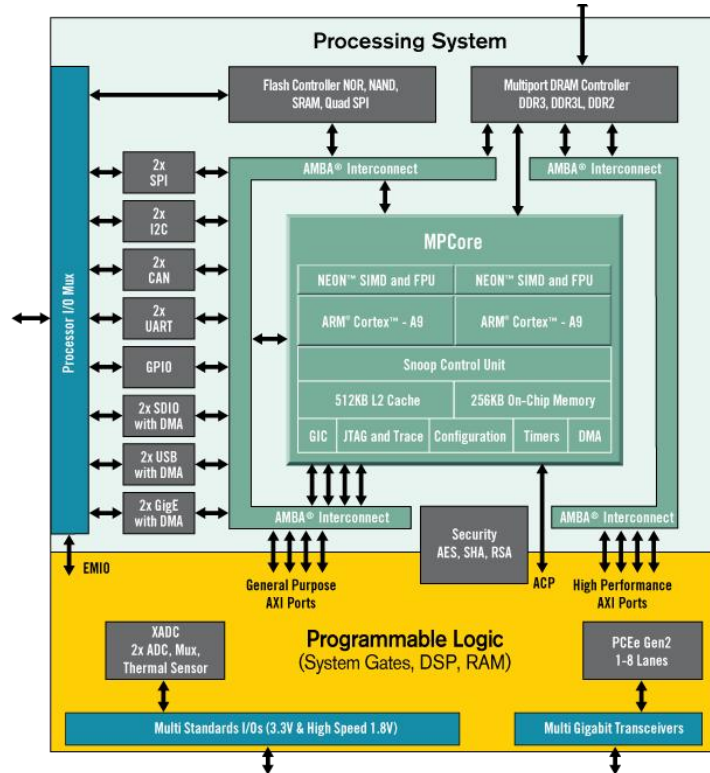 Processing System
Flash Controller NOR, NAND,
SRAM, Quad SPI
Multiport DRAM Controller
DDR3, DDR3L, DDR2
AMBA® Interconnect
AMBA® Interconnect
Processor I/O Mux
2x
SPI
2x
I2C
2x
CAN
2x
UART
GPIO
2x SDIO
with DMA
2x USB
with DMA
2x GigE
with DMA
MPCore
NEON™ SIMD and FPU
NEON™ SIMD and FPU
ARM® Cortex™ - A9
ARM® Cortex™ - A9
Snoop Control Unit
512KB L2 Cache
256KB On-Chip Memory
GIC
JTAG and Trace
Configuration
Timers
DMA
AMBA® Interconnect
AMBA® Interconnect
Security
AES, SHA, RSA
EMIO
General Purpose
AXI Ports
ACP
High Performance
AXI Ports
XADC
2x ADC, Mux,
Thermal Sensor
Programmable Logic
(System Gates, DSP, RAM)
PCEe Gen2
1-8 Lanes
Multi Standards I/Os (3.3V & High Speed 1.8V)
Multi Gigabit Transceivers